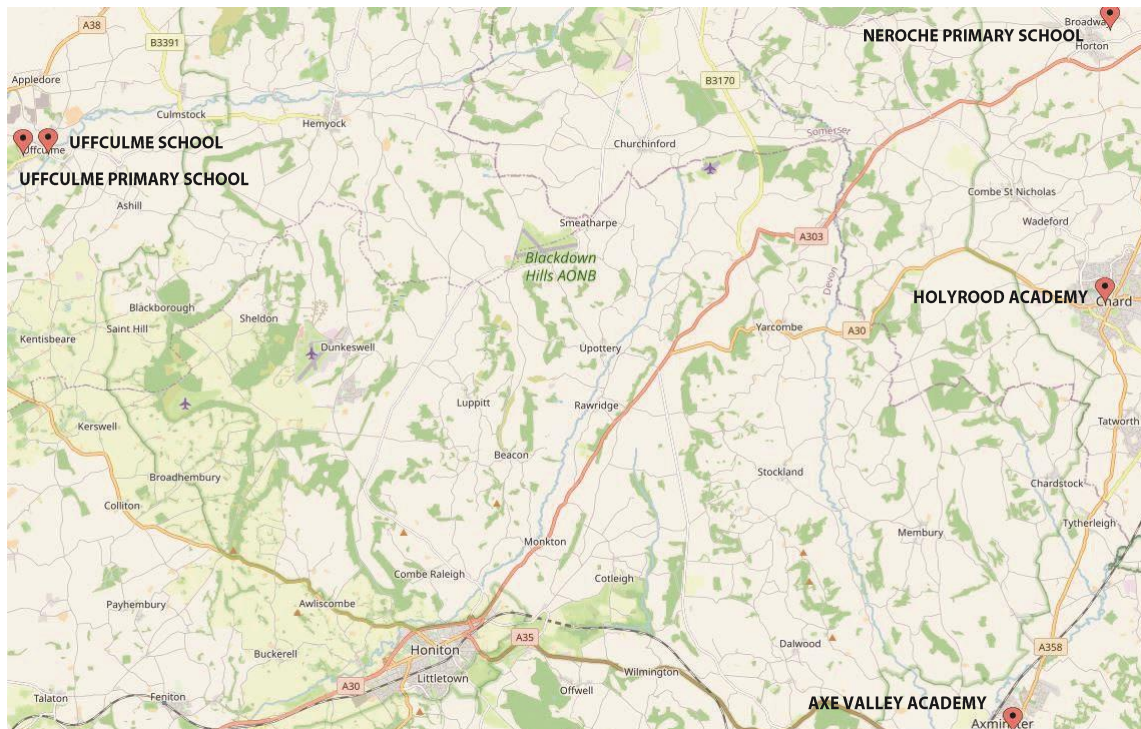 A38
B3391
Broadwa
NEROCHE PRIMARY SCHOOL
Horton
Appledore
B3170
Culmstock
Hemyock
UFFCULME SCHOOL
Uffculme
Churchinford
Somerset
UFFCULME PRIMARY SCHOOL
Combe St Nicholas
Ashill
Smeatharpe
Wadeford
A303
Blackdown
Hills AONB
Devon
HOLYROOD ACADEMY
Chard
Blackborough
Sheldon
Saint Hill
Yarcombe
A30
Kentisbeare
Dunkeswell
Upottery
Luppitt
Rawridge
Kerswell
Tatworth
Beacon
Broadhembury
Stockland
Chardstock
Colliton
Tytherleigh
Membury
Monkton
Combe Raleigh
Cotleigh
Payhembury
Awliscombe
A35
Dalwood
A358
Honiton
Buckerell
Wilmington
Littletown
A30
Offwell
Talaton
Feniton
AXE VALLEY ACADEMY
Axminster